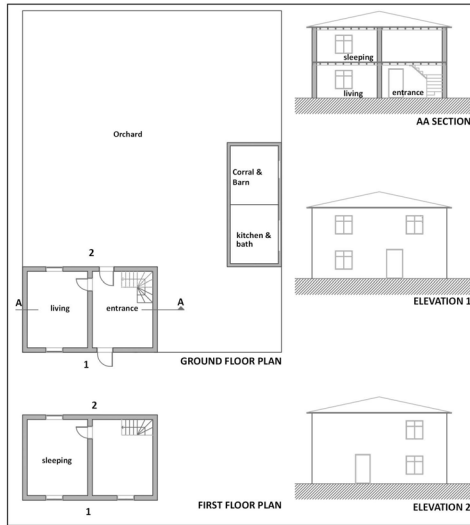 Orchard
Corral &
Barn
kitchen &
bath
2
A
living
entrance
A
1
GROUND FLOOR PLAN
2
sleeping
1
FIRST FLOOR PLAN
sleeping
living
entrance
AA SECTION
ELEVATION 1
ELEVATION 2